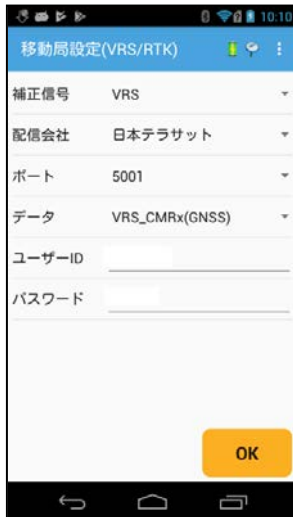 10:10
移動局設定(VRS/RTK)
補正信号 VRS
配信会社 日本テラサット
ポート 5001
データ VRS_CMRx(GNSS)
ユーザーID
パスワード
OK